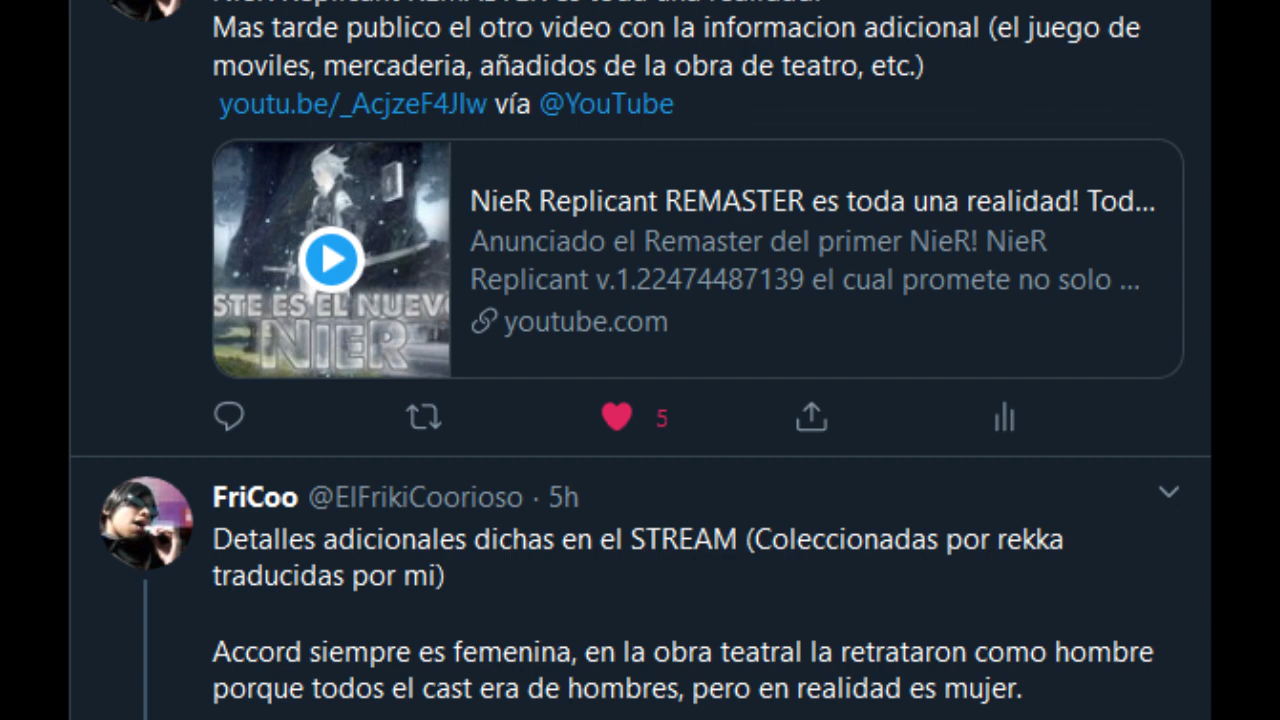 Mas tarde publico el otro video con la informacion adicional (el juego de
moviles, mercaderia, añadidos de la obra de teatro, etc.)
youtu.be/_AcjzeF4Jlw vía @YouTube
NieR Replicant REMASTER es toda una realidad! Tod...
Anunciado el Remaster del primer NieR! NieR
Replicant v.1.22474487139 el cual promete no solo ...
youtube.com
STE ES EL NUEVO
NIER
5
FriCoo @ElFrikiCoorioso · 5h
Detalles adicionales dichas en el STREAM (Coleccionadas por rekka
traducidas por mi)
Accord siempre es femenina, en la obra teatral la retrataron como hombre
porque todos el cast era de hombres, pero en realidad es mujer.